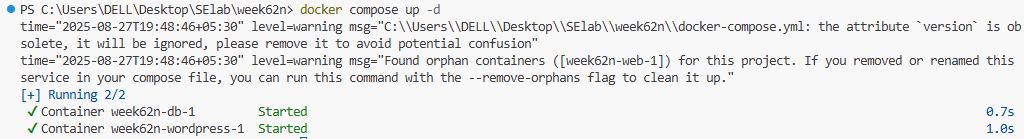 PS C:\Users\DELL\Desktop\SElab\week62n> docker compose up -d
time="2025-08-27T19:48:46+05:30" level=warning msg="C:\\Users\\DELL\\Desktop\\SElab\\week62n\\docker-compose.yml: the attribute `version` is ob
solete, it will be ignored, please remove it to avoid potential confusion"
time="2025-08-27T19:48:46+05:30" level=warning msg="Found orphan containers ([week62n-web-1]) for this project. If you removed or renamed this
service in your compose file, you can run this command with the --remove-orphans flag to clean it up."
[+] Running 2/2
✔ Container week62n-db-1 Started 0.7s
✔ Container week62n-wordpress-1 Started 1.0s